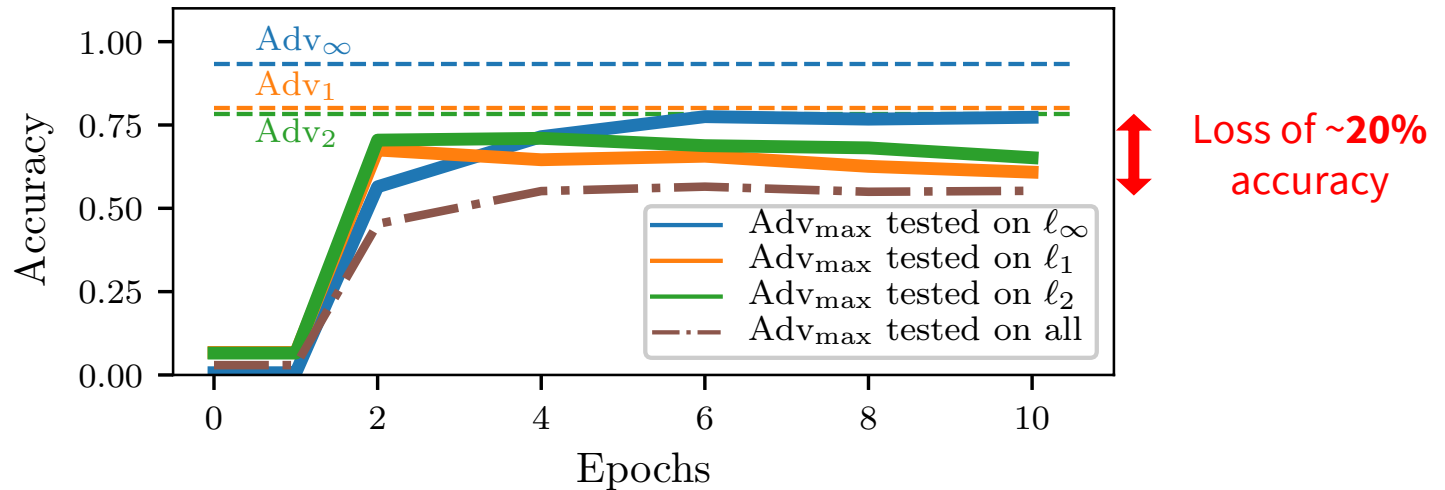 Accuracy
1.00
0.75
0.50
0.25
0.00
Adv∞
Adv₁
Adv₂
Advₘₐₓ tested on ℓ∞
Advₘₐₓ tested on ℓ₁
Advₘₐₓ tested on ℓ₂
Advₘₐₓ tested on all
0 2 4 6 8 10
Epochs
Loss of ~20%
accuracy